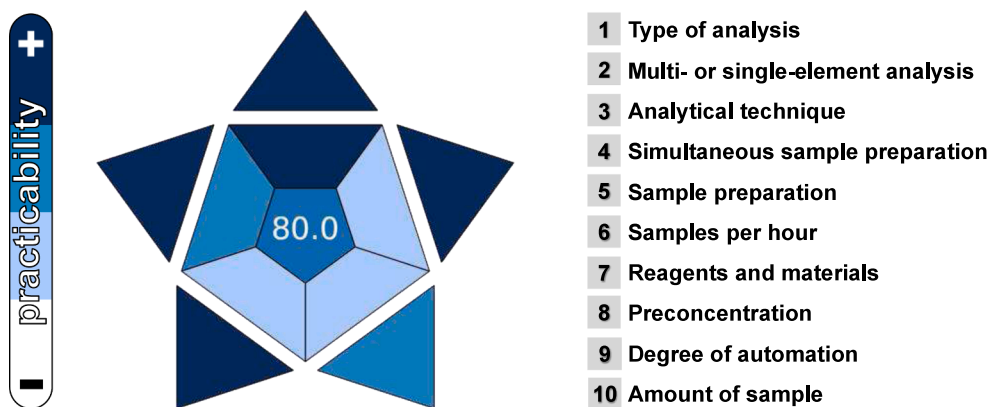 +
practicability
-
80.0
1 Type of analysis
2 Multi- or single-element analysis
3 Analytical technique
4 Simultaneous sample preparation
5 Sample preparation
6 Samples per hour
7 Reagents and materials
8 Preconcentration
9 Degree of automation
10 Amount of sample